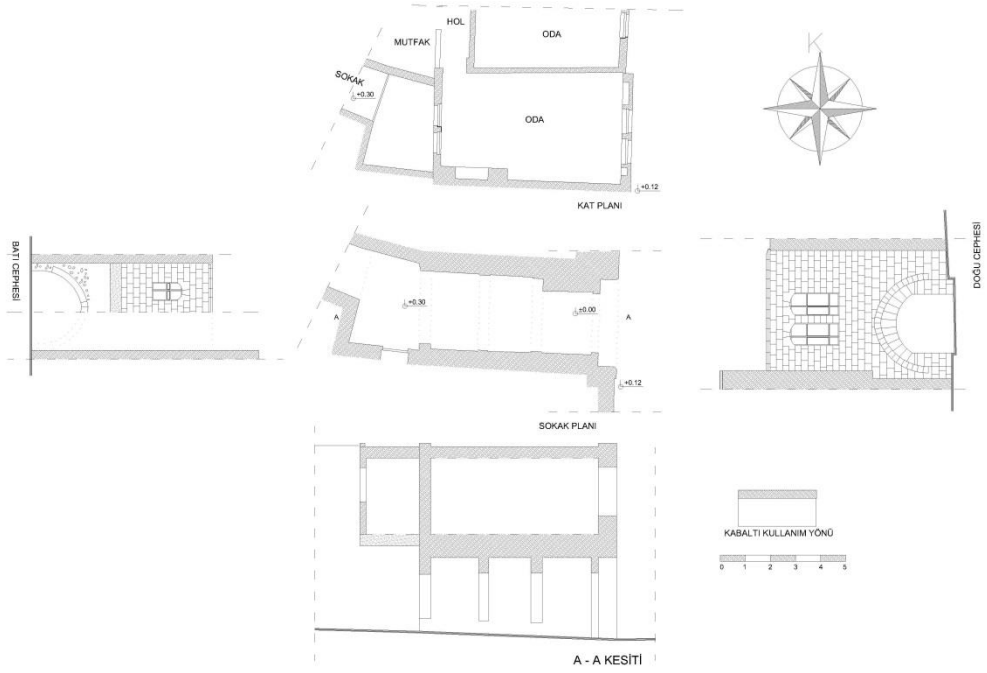 HOL
ODA
MUTFAK
SOKAK
+0.30
ODA
K
+0.12
KAT PLANI
BATI CEPHESİ
DOĞU CEPHESİ
+0.30
±0.00
A
A
+0.12
SOKAK PLANI
KABALTI KULLANIM YÖNÜ
0 1 2 3 4 5
A - A KESİTİ